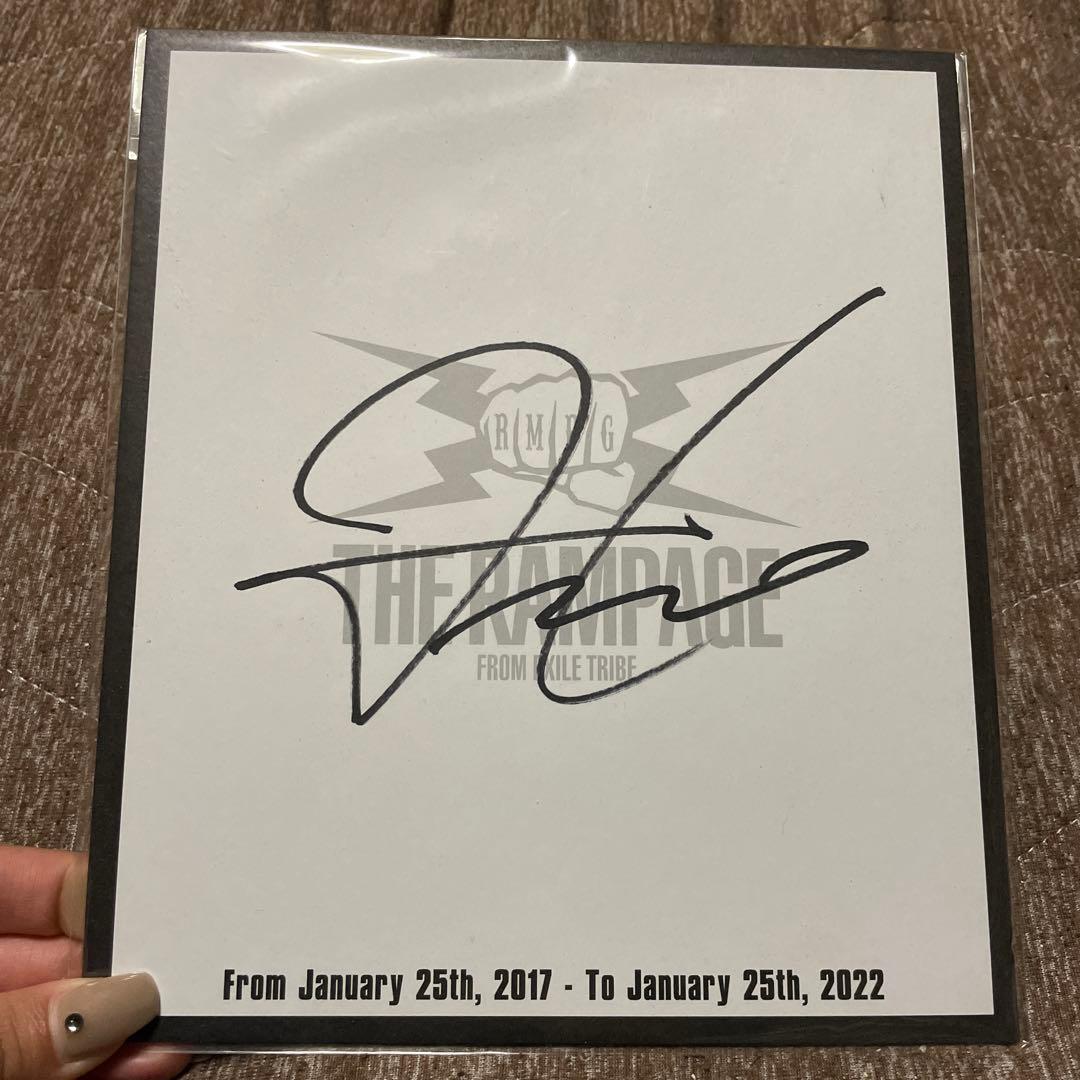 RMPG
THE RAMPAGE
FROM EXILE TRIBE
From January 25th, 2017 - To January 25th, 2022